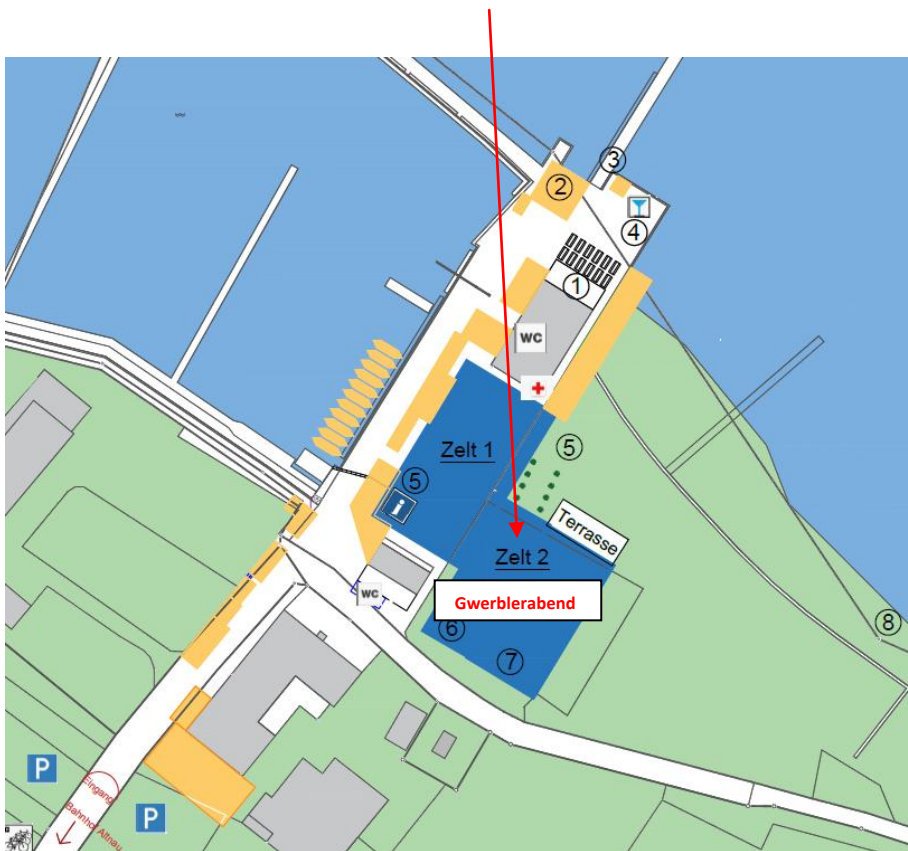 ③
②
④
①
WC
Zelt 1
⑤
⑤
i
Terrasse
Zelt 2
WC
Gwerblerabend
⑥
⑧
⑦
P
Eingang
P
Bahnhof Altnau